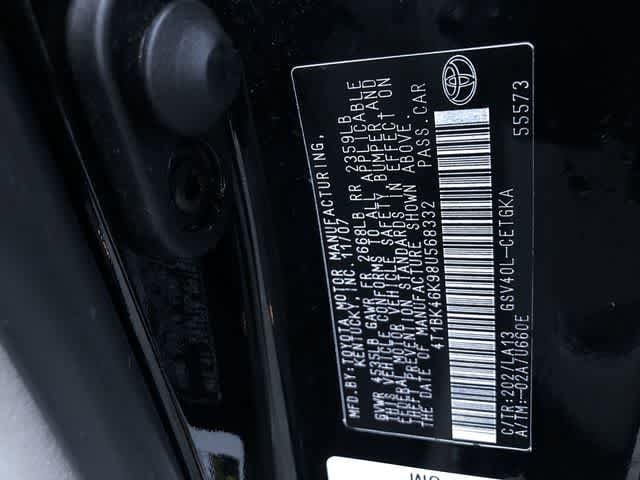 MFD.BY:TOYOTA MOTOR MANUFACTURING,
KENTUCKY, INC. 11/07
GVWR 4535LB GAWR FR 2668LB RR 2359LB
THIS VEHICLE CONFORMS TO ALL APPLICABLE
FEDERAL MOTOR VEHICLE SAFETY, BUMPER AND
THEFT PREVENTION STANDARDS IN EFFECT ON
THE DATE OF MANUFACTURE SHOWN ABOVE.
4T1BK46K98U568332 PASS.CAR
C/TR:202/LA13 GSV40L-CETGKA
A/TM:-02A/U660E 55573